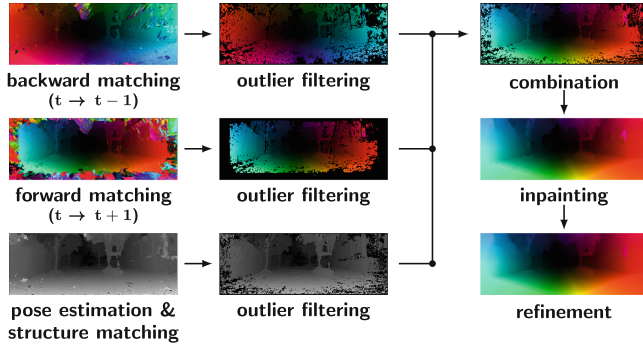 backward matching
(t → t − 1)
outlier filtering
combination
forward matching
(t → t + 1)
outlier filtering
inpainting
pose estimation &
structure matching
outlier filtering
refinement